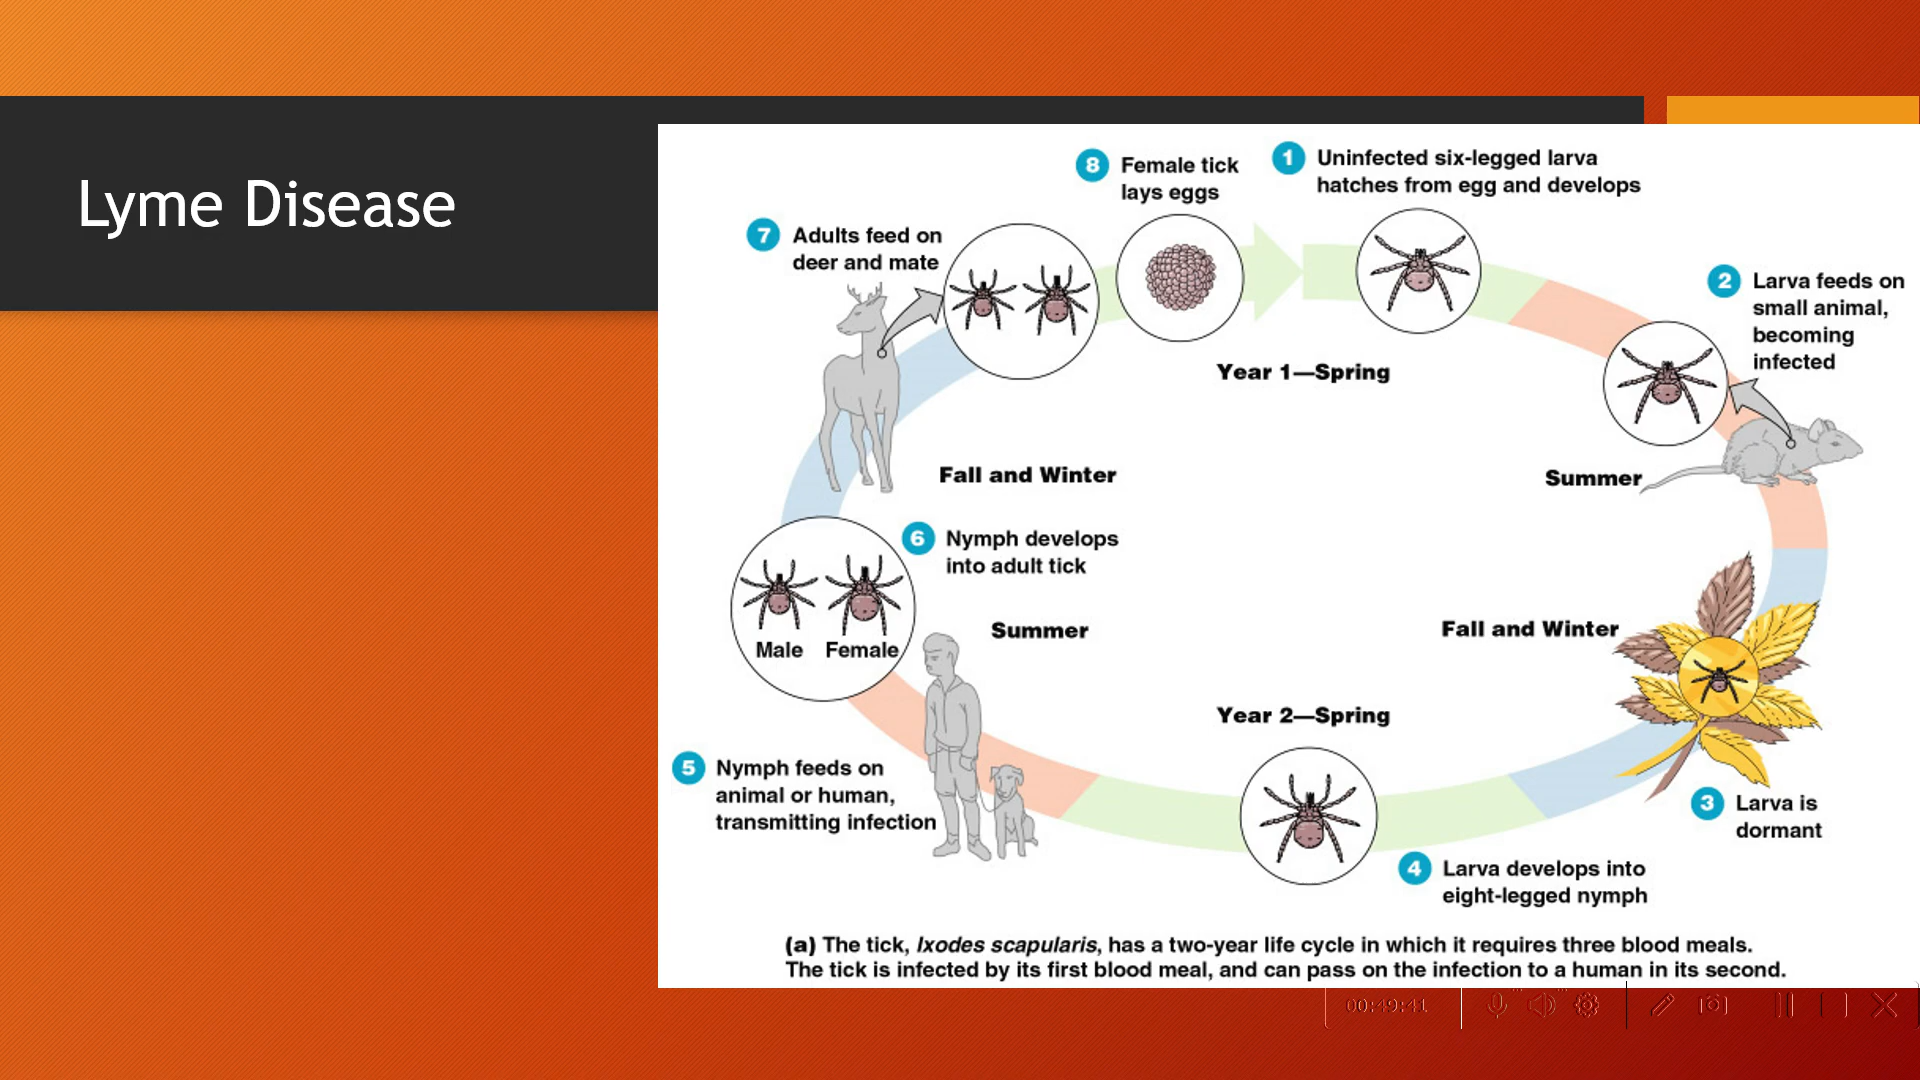 Lyme Disease
8 Female tick
lays eggs
1 Uninfected six-legged larva
hatches from egg and develops
7 Adults feed on
deer and mate
2 Larva feeds on
small animal,
becoming
infected
Year 1—Spring
Fall and Winter
Summer
6 Nymph develops
into adult tick
Male Female
Summer
Fall and Winter
Year 2—Spring
5 Nymph feeds on
animal or human,
transmitting infection
3 Larva is
dormant
4 Larva develops into
eight-legged nymph
(a) The tick, Ixodes scapularis, has a two-year life cycle in which it requires three blood meals.
The tick is infected by its first blood meal, and can pass on the infection to a human in its second.
00:49:41